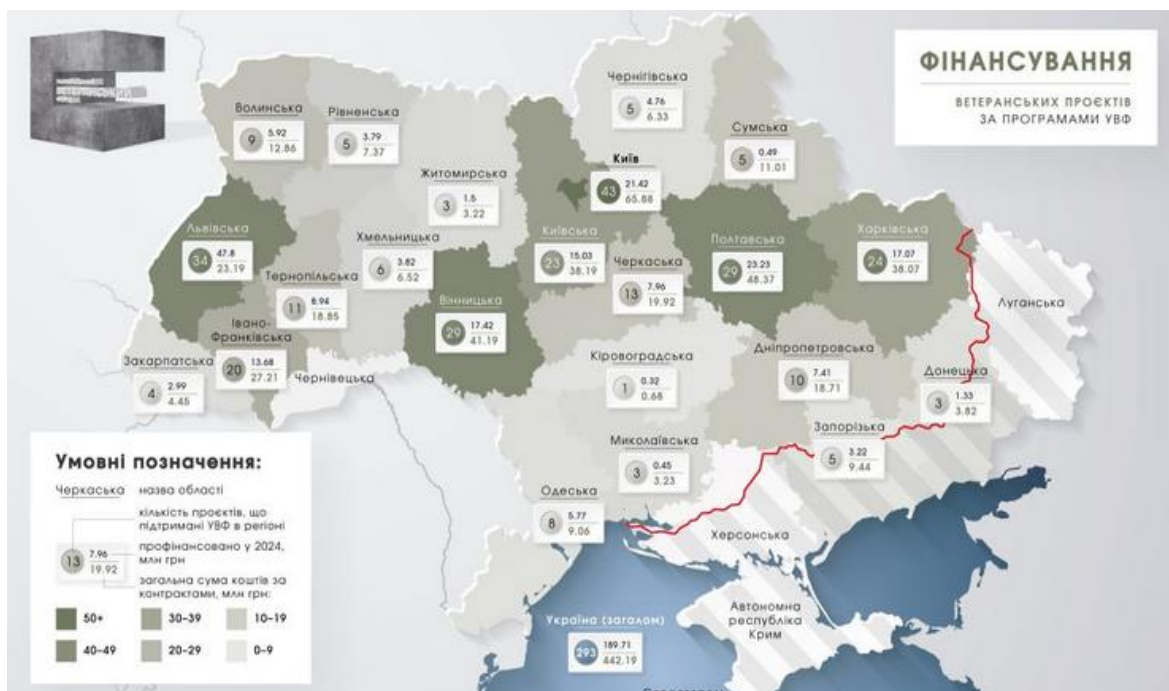 ФІНАНСУВАННЯ
ВЕТЕРАНСЬКИХ ПРОЄКТІВ
ЗА ПРОГРАМАМИ УВФ
Волинська
9 5.92
12.86
Рівненська
5 3.79
7.37
Житомирська
3 1.5
3.22
Чернігівська
5 4.76
6.33
Сумська
5 0.49
11.01
Київ
43 21.42
65.88
Львівська
34 47.8
23.19
Тернопільська
11 8.94
18.85
Хмельницька
6 3.82
6.52
Вінницька
29 17.42
41.19
Київська
23 15.03
38.19
Черкаська
13 7.96
19.92
Полтавська
29 23.23
48.37
Харківська
24 17.07
38.07
Луганська
Закарпатська
4 2.99
4.45
Івано-
Франківська
20 13.68
27.21
Чернівецька
Кіровоградська
1 0.32
0.68
Дніпропетровська
10 7.41
18.71
Донецька
3 1.33
3.82
Запорізька
5 3.22
9.44
Миколаївська
3 0.45
3.23
Одеська
8 5.77
9.06
Херсонська
Автономна
республіка
Крим
Україна (загалом)
293 189.71
442.19
Умовні позначення:
Черкаська назва області
кількість проєктів, що
підтримані УВФ в регіоні
13 7.96
19.92
профінансовано у 2024,
млн грн
загальна сума коштів за
контрактами, млн грн:
50+ 30-39 10-19
40-49 20-29 0-9